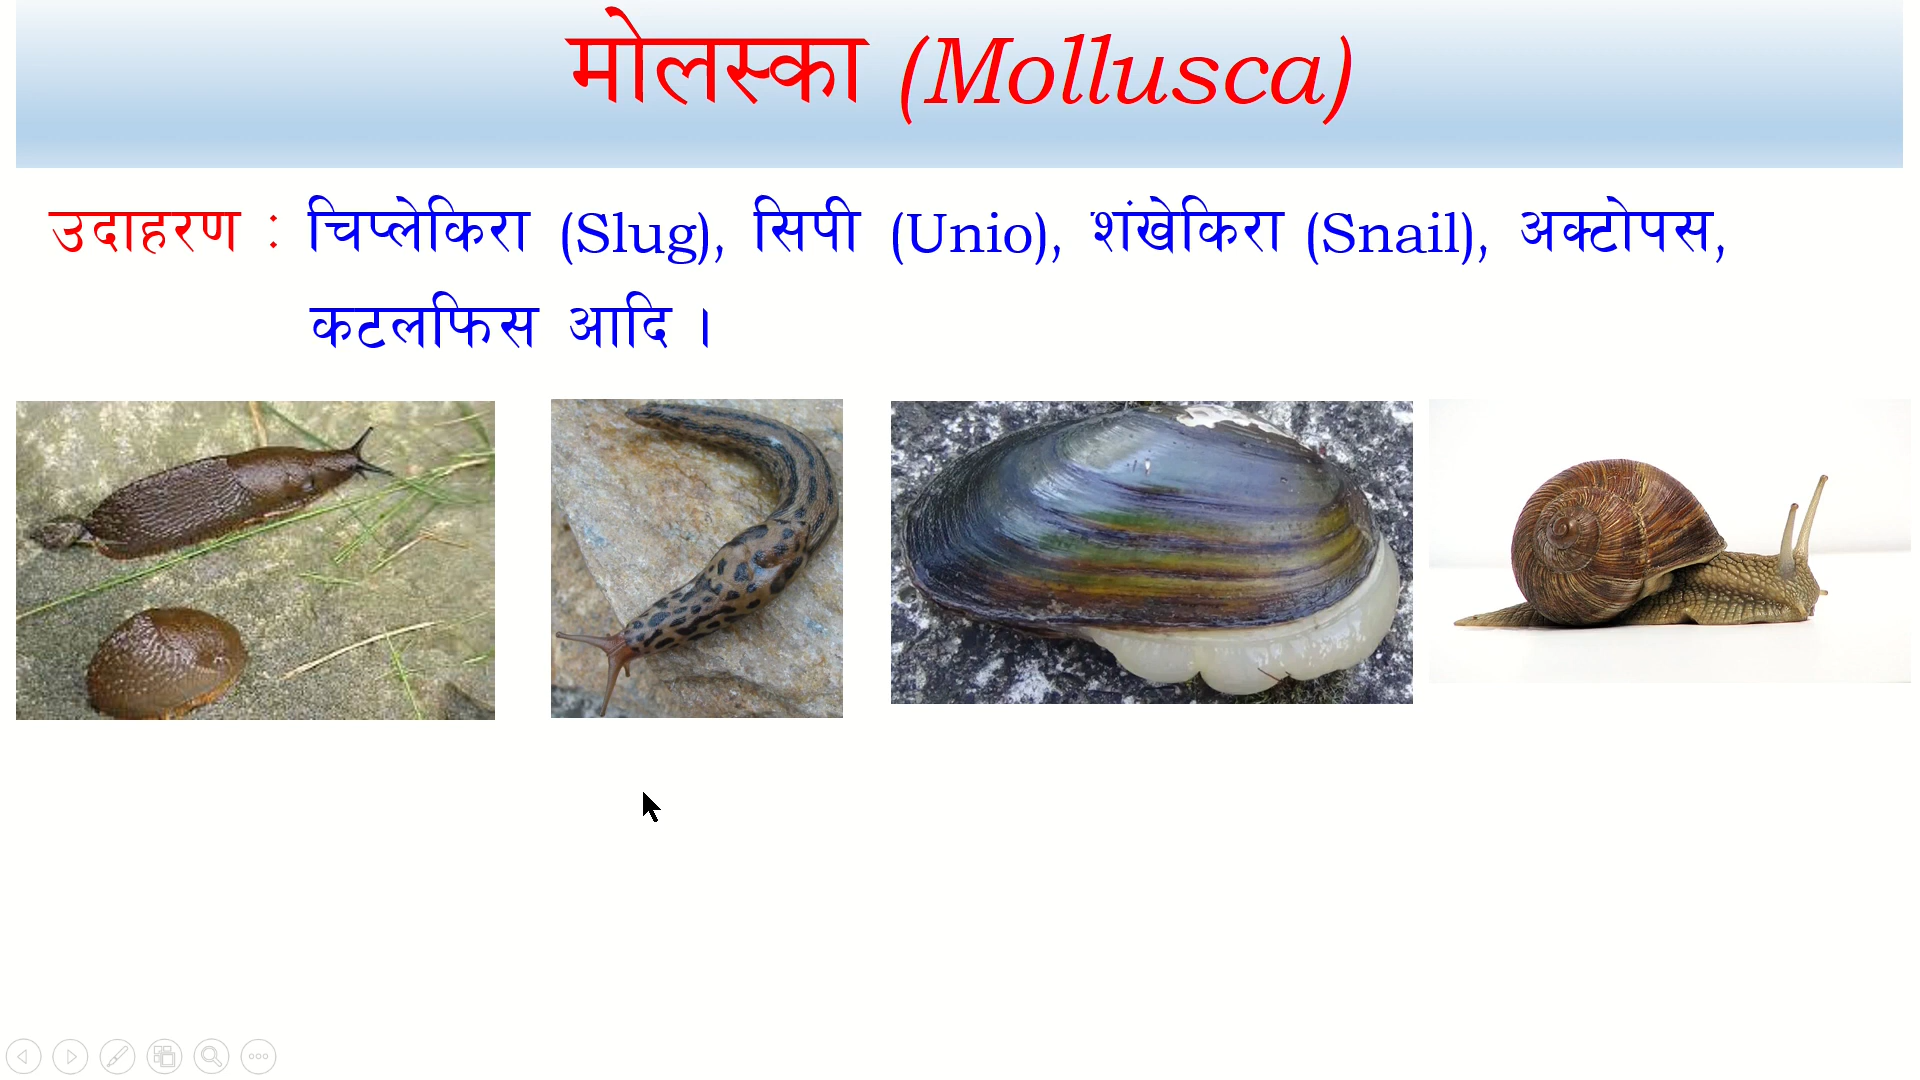 मोलस्का (Mollusca)
उदाहरण : चिप्लेकिरा (Slug), सिपी (Unio), शंखेकिरा (Snail), अक्टोपस,
कटलफिस आदि ।